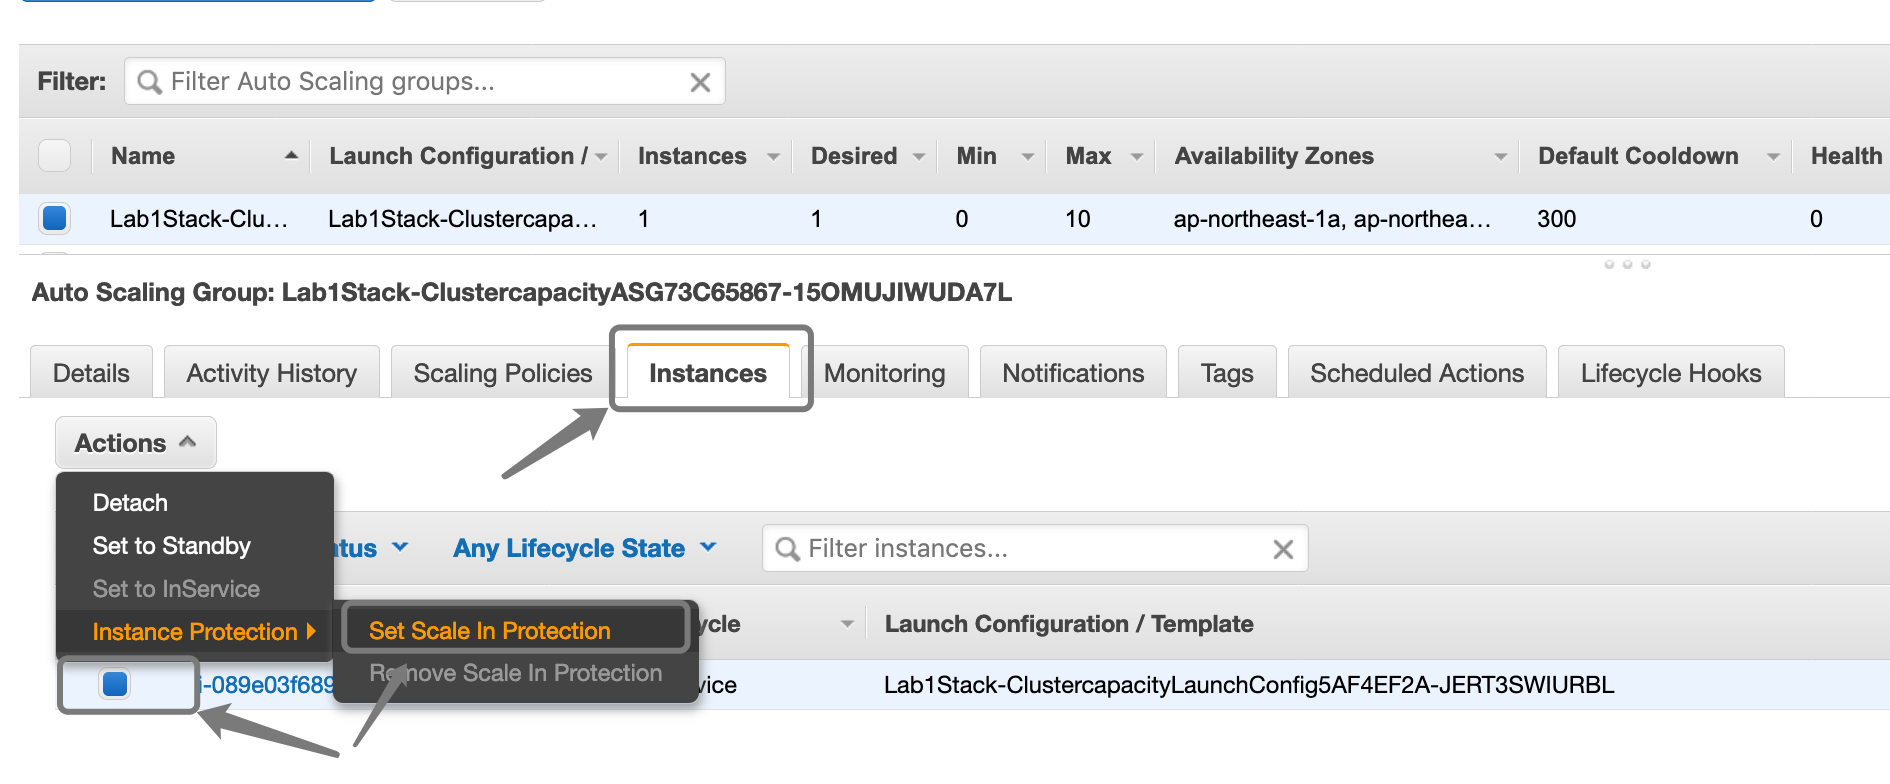 Filter: Filter Auto Scaling groups...
Name Launch Configuration / Instances Desired Min Max Availability Zones Default Cooldown Health
Lab1Stack-Clu... Lab1Stack-Clustercapa... 1 1 0 10 ap-northeast-1a, ap-northea... 300 0
Auto Scaling Group: Lab1Stack-ClustercapacityASG73C65867-15OMUJIWUDA7L
Details Activity History Scaling Policies Instances Monitoring Notifications Tags Scheduled Actions Lifecycle Hooks
Actions
Detach
Set to Standby
atus Any Lifecycle State Filter instances...
Set to InService
Instance Protection Set Scale In Protection ycle Launch Configuration / Template
Remove Scale In Protection
i-089e03f689 vice Lab1Stack-ClustercapacityLaunchConfig5AF4EF2A-JERT3SWIURBL